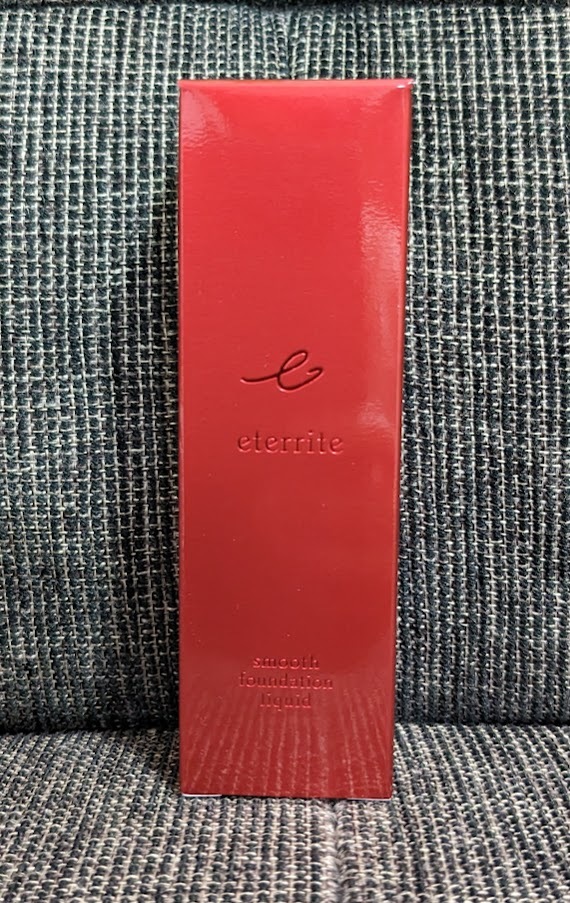 e
eterrite
smooth
foundation
liquid